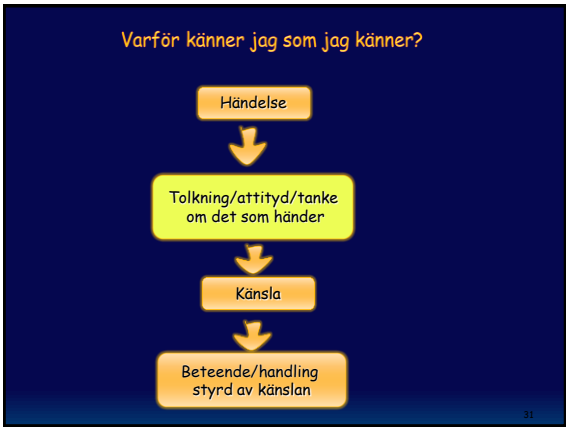 Varför känner jag som jag känner?
Händelse
Tolkning/attityd/tanke
om det som händer
Känsla
Beteende/handling
styrd av känslan
31